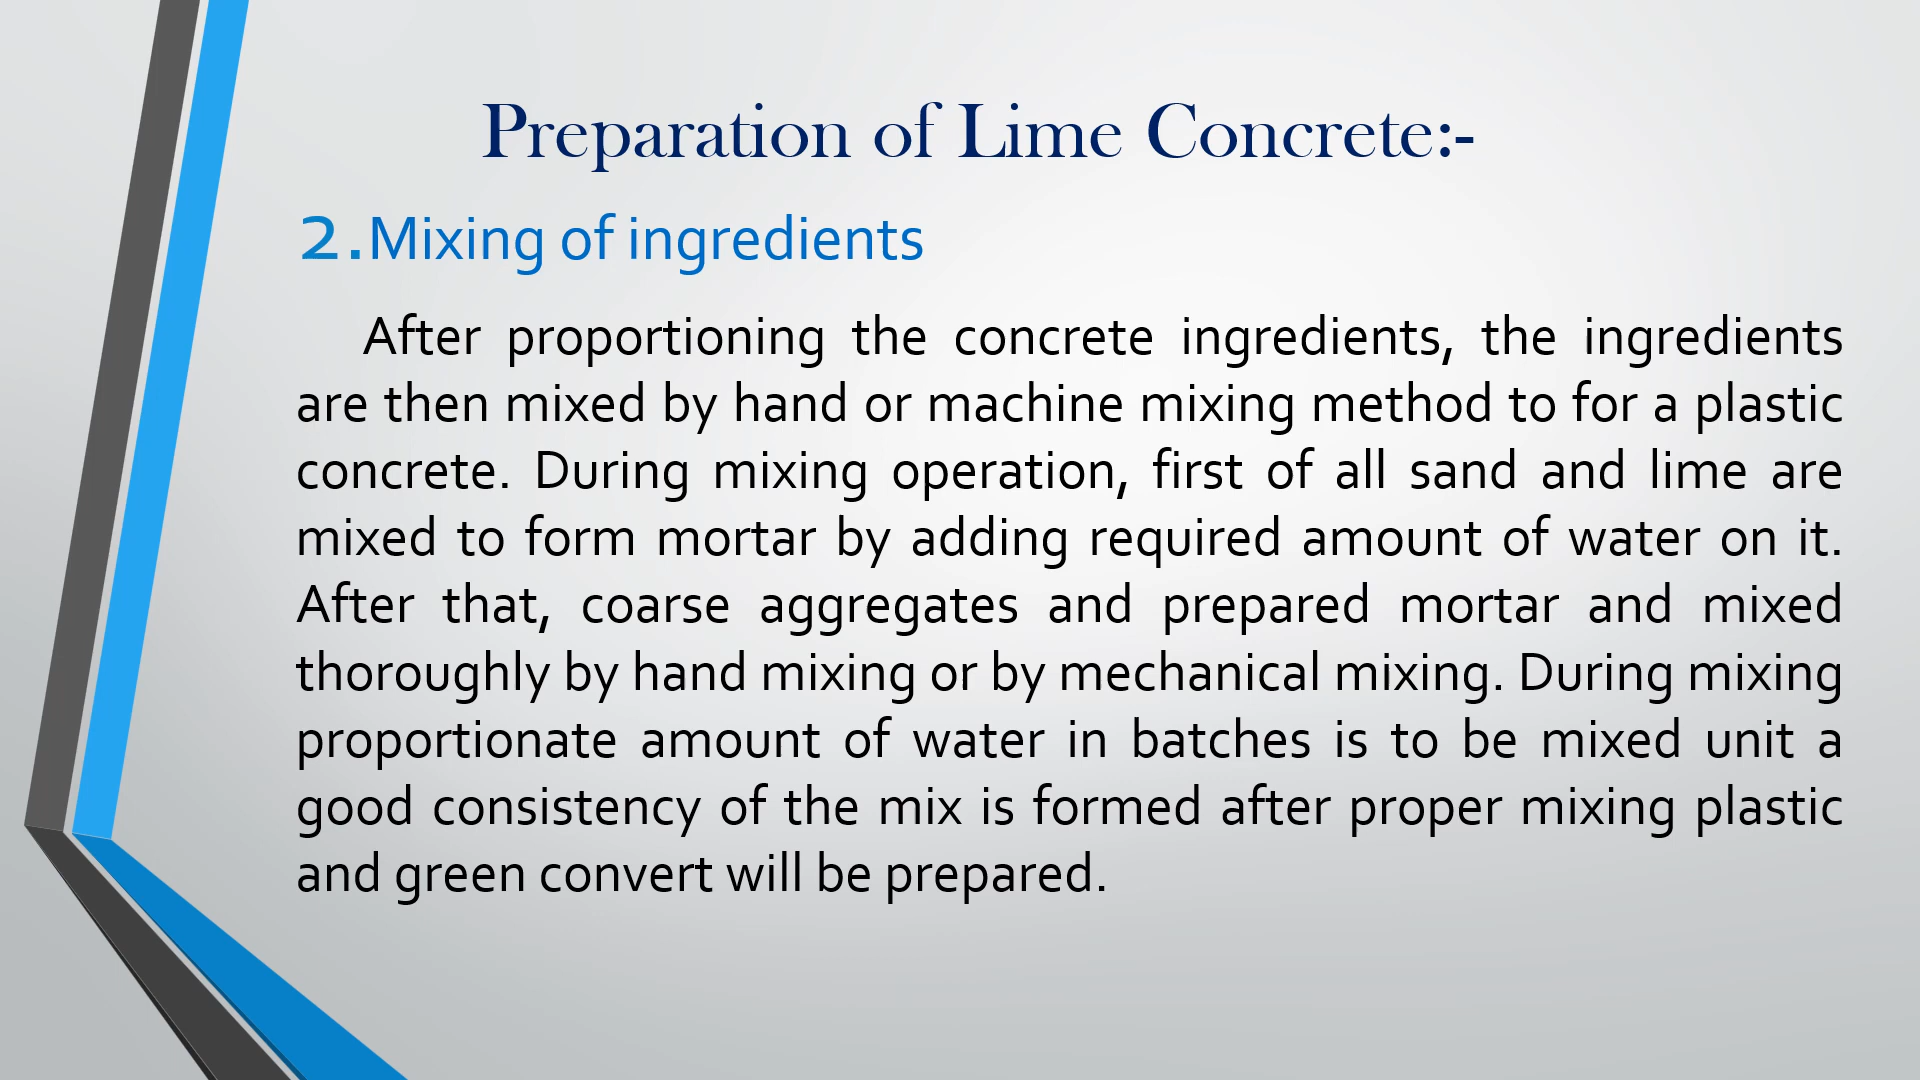 Preparation of Lime Concrete:-
2.Mixing of ingredients
After proportioning the concrete ingredients, the ingredients
are then mixed by hand or machine mixing method to for a plastic
concrete. During mixing operation, first of all sand and lime are
mixed to form mortar by adding required amount of water on it.
After that, coarse aggregates and prepared mortar and mixed
thoroughly by hand mixing or by mechanical mixing. During mixing
proportionate amount of water in batches is to be mixed unit a
good consistency of the mix is formed after proper mixing plastic
and green convert will be prepared.